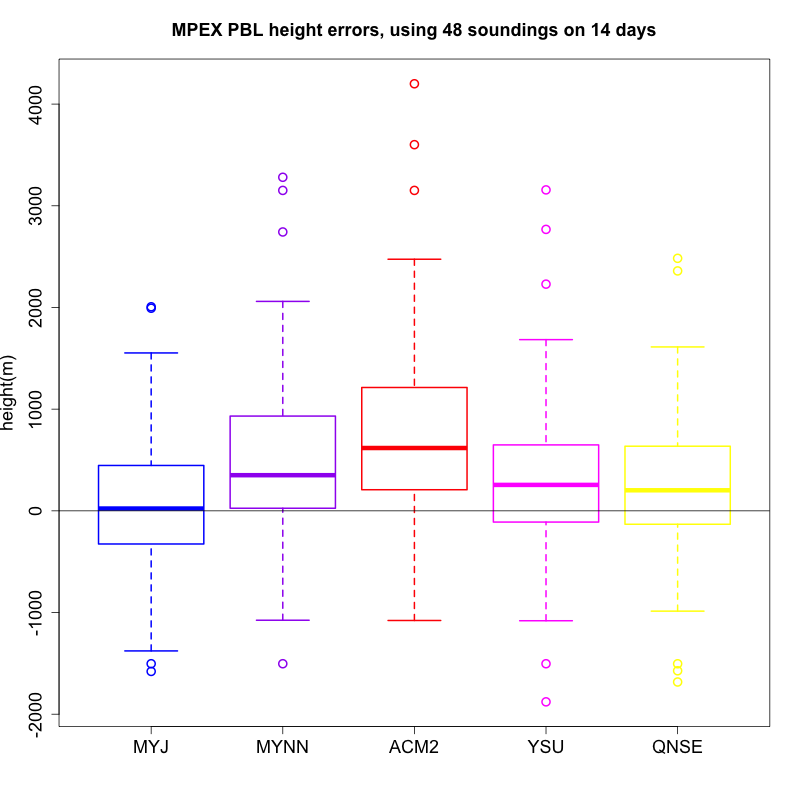 MPEX PBL height errors, using 48 soundings on 14 days
height(m)
4000
3000
2000
1000
0
-1000
-2000
MYJ MYNN ACM2 YSU QNSE